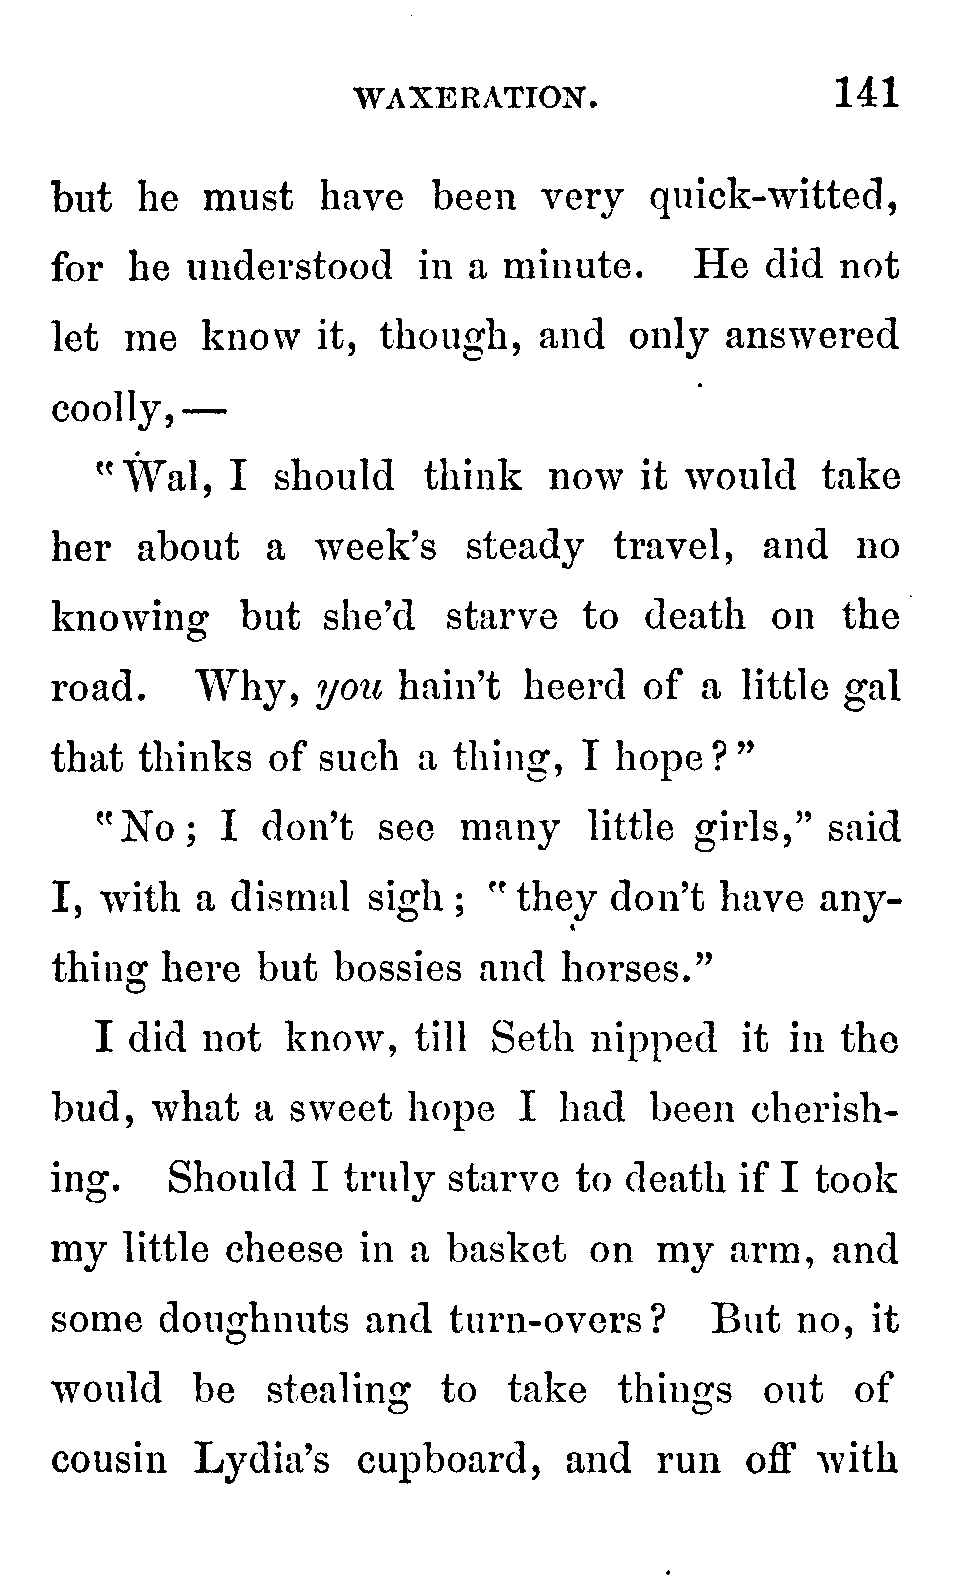 WAXERATION. 141
but he must have been very quick-witted,
for he understood in a minute. He did not
let me know it, though, and only answered
coolly,—
"Wal, I should think now it would take
her about a week's steady travel, and no
knowing but she'd starve to death on the
road. Why, you hain't heerd of a little gal
that thinks of such a thing, I hope?"
"No; I don't see many little girls," said
I, with a dismal sigh; "they don't have any-
thing here but bossies and horses."
I did not know, till Seth nipped it in the
bud, what a sweet hope I had been cherish-
ing. Should I truly starve to death if I took
my little cheese in a basket on my arm, and
some doughnuts and turn-overs? But no, it
would be stealing to take things out of
cousin Lydia's cupboard, and run off with